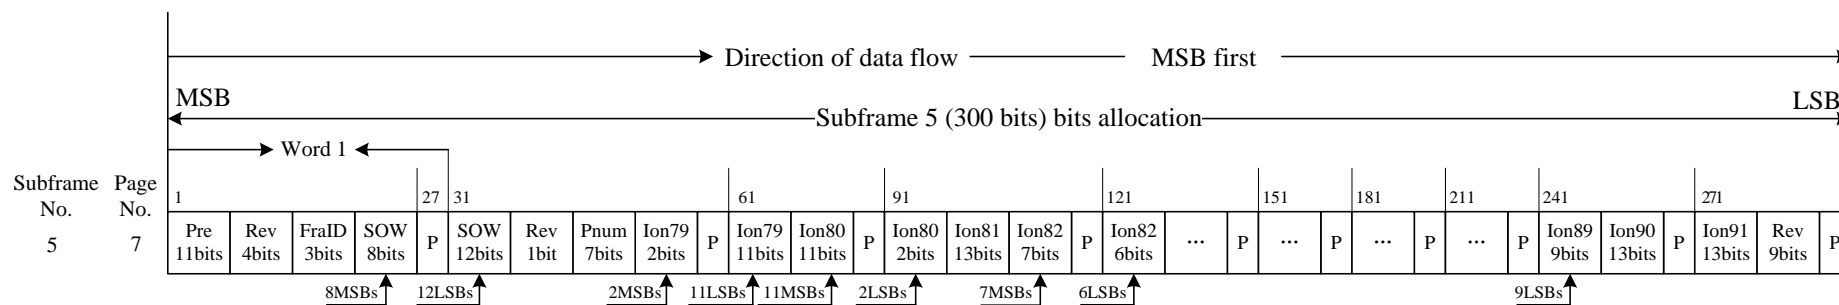 Direction of data flow MSB first
MSB LSB
Subframe 5 (300 bits) bits allocation
Word 1
Subframe No. Page No.
1 27 31 61 91 121 151 181 211 241 271
5 7
Pre 11bits
Rev 4bits
FraID 3bits
SOW 8bits
P
SOW 12bits
Rev 1bit
Pnum 7bits
Ion79 2bits
P
Ion79 11bits
Ion80 11bits
P
Ion80 2bits
Ion81 13bits
Ion82 7bits
P
Ion82 6bits
...
P
...
P
...
P
...
P
Ion89 9bits
Ion90 13bits
P
Ion91 13bits
Rev 9bits
P
8MSBs 12LSBs 2MSBs 11LSBs 11MSBs 2LSBs 7MSBs 6LSBs 9LSBs